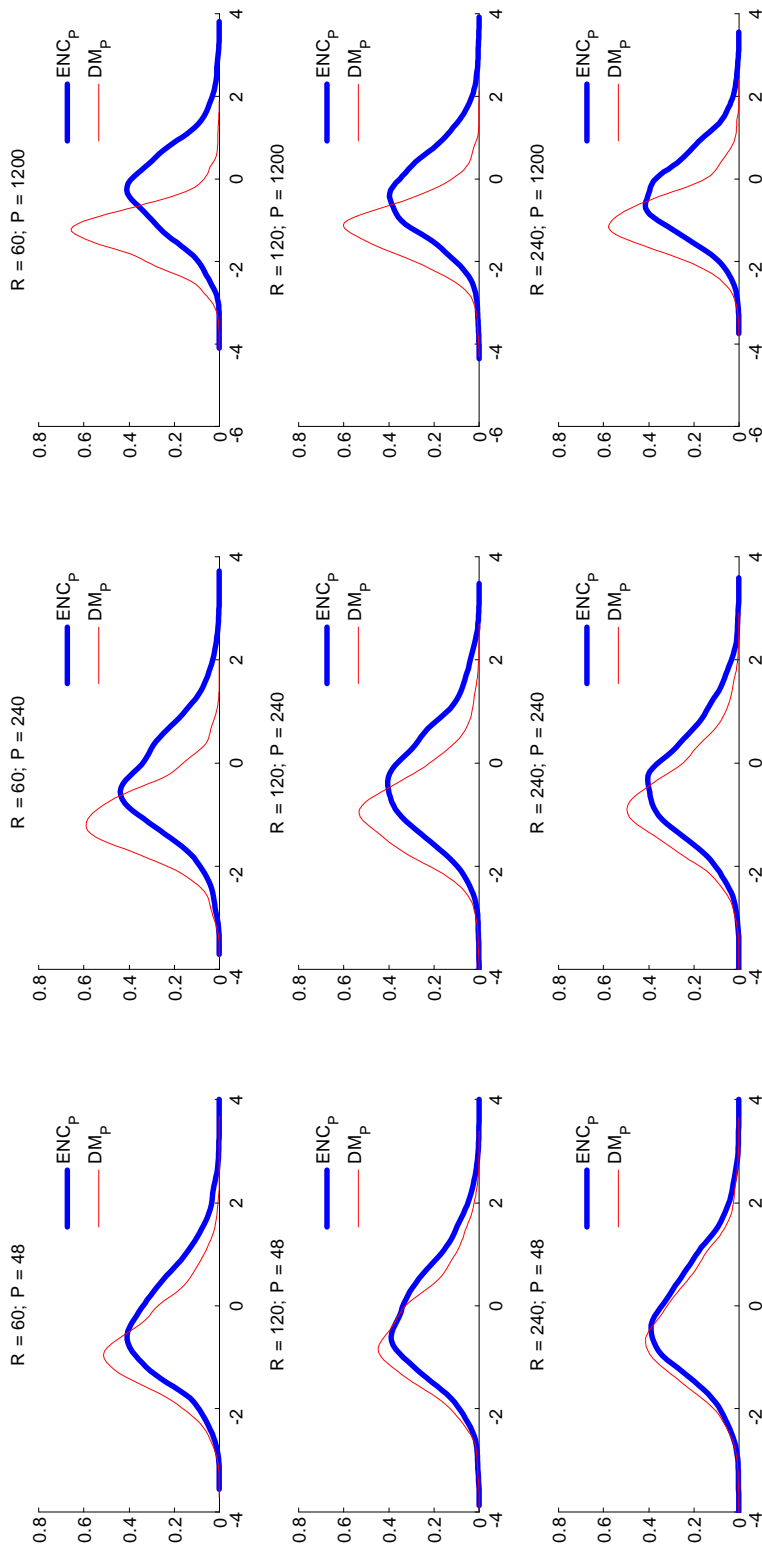 R = 60; P = 48
ENC_P
DM_P
0.8
0.6
0.4
0.2
0
-4 -2 0 2 4
R = 60; P = 240
ENC_P
DM_P
0.8
0.6
0.4
0.2
0
-4 -2 0 2 4
R = 60; P = 1200
ENC_P
DM_P
0.8
0.6
0.4
0.2
0
-6 -4 -2 0 2 4
R = 120; P = 48
ENC_P
DM_P
0.8
0.6
0.4
0.2
0
-4 -2 0 2 4
R = 120; P = 240
ENC_P
DM_P
0.8
0.6
0.4
0.2
0
-4 -2 0 2 4
R = 120; P = 1200
ENC_P
DM_P
0.8
0.6
0.4
0.2
0
-6 -4 -2 0 2 4
R = 240; P = 48
ENC_P
DM_P
0.8
0.6
0.4
0.2
0
-4 -2 0 2 4
R = 240; P = 240
ENC_P
DM_P
0.8
0.6
0.4
0.2
0
-4 -2 0 2 4
R = 240; P = 1200
ENC_P
DM_P
0.8
0.6
0.4
0.2
0
-6 -4 -2 0 2 4